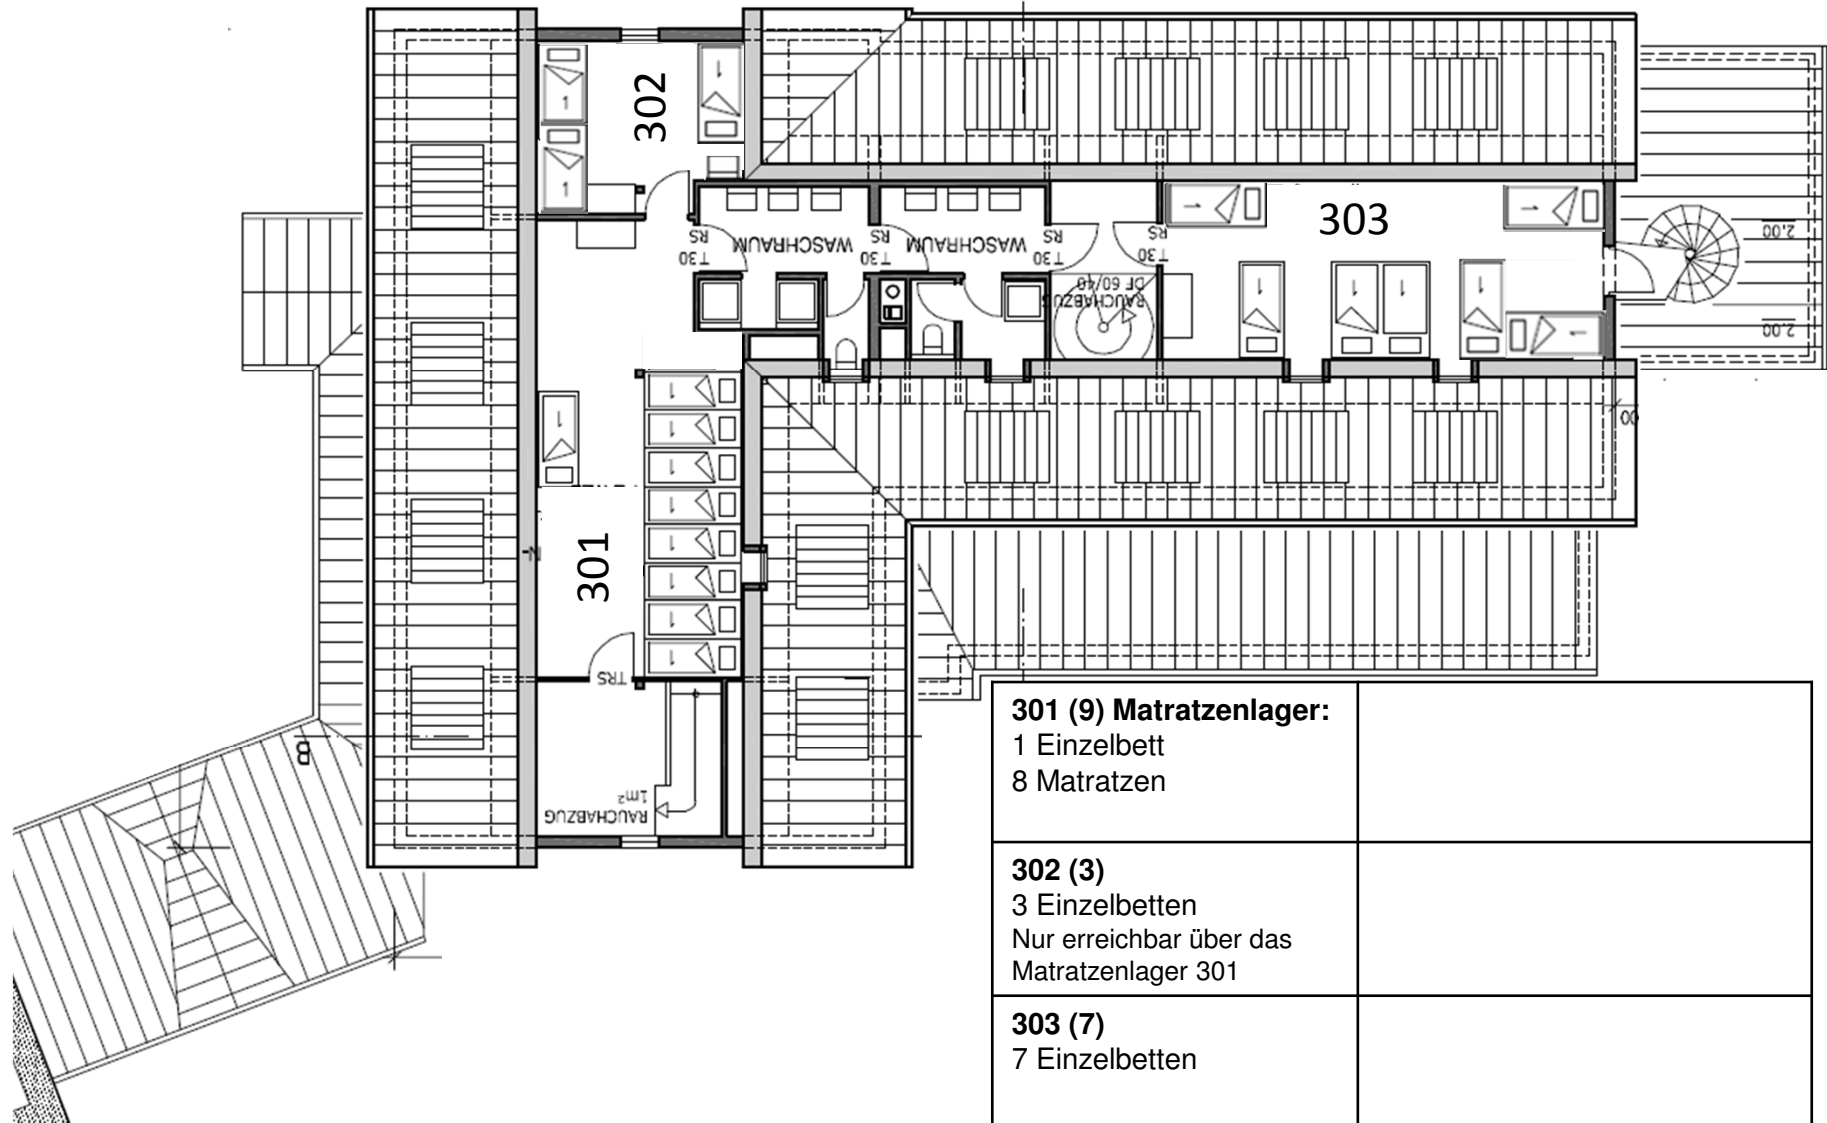 302
303
2.00
RS
WASCHRAUM
RS
WASCHRAUM
RS
RS
T30
T30
T30
T30
RAUCHABZUG
DF 60/40
2.00
00
301
N
TRS
RAUCHABZUG
1m²
B
301 (9) Matratzenlager:
1 Einzelbett
8 Matratzen
302 (3)
3 Einzelbetten
Nur erreichbar über das
Matratzenlager 301
303 (7)
7 Einzelbetten